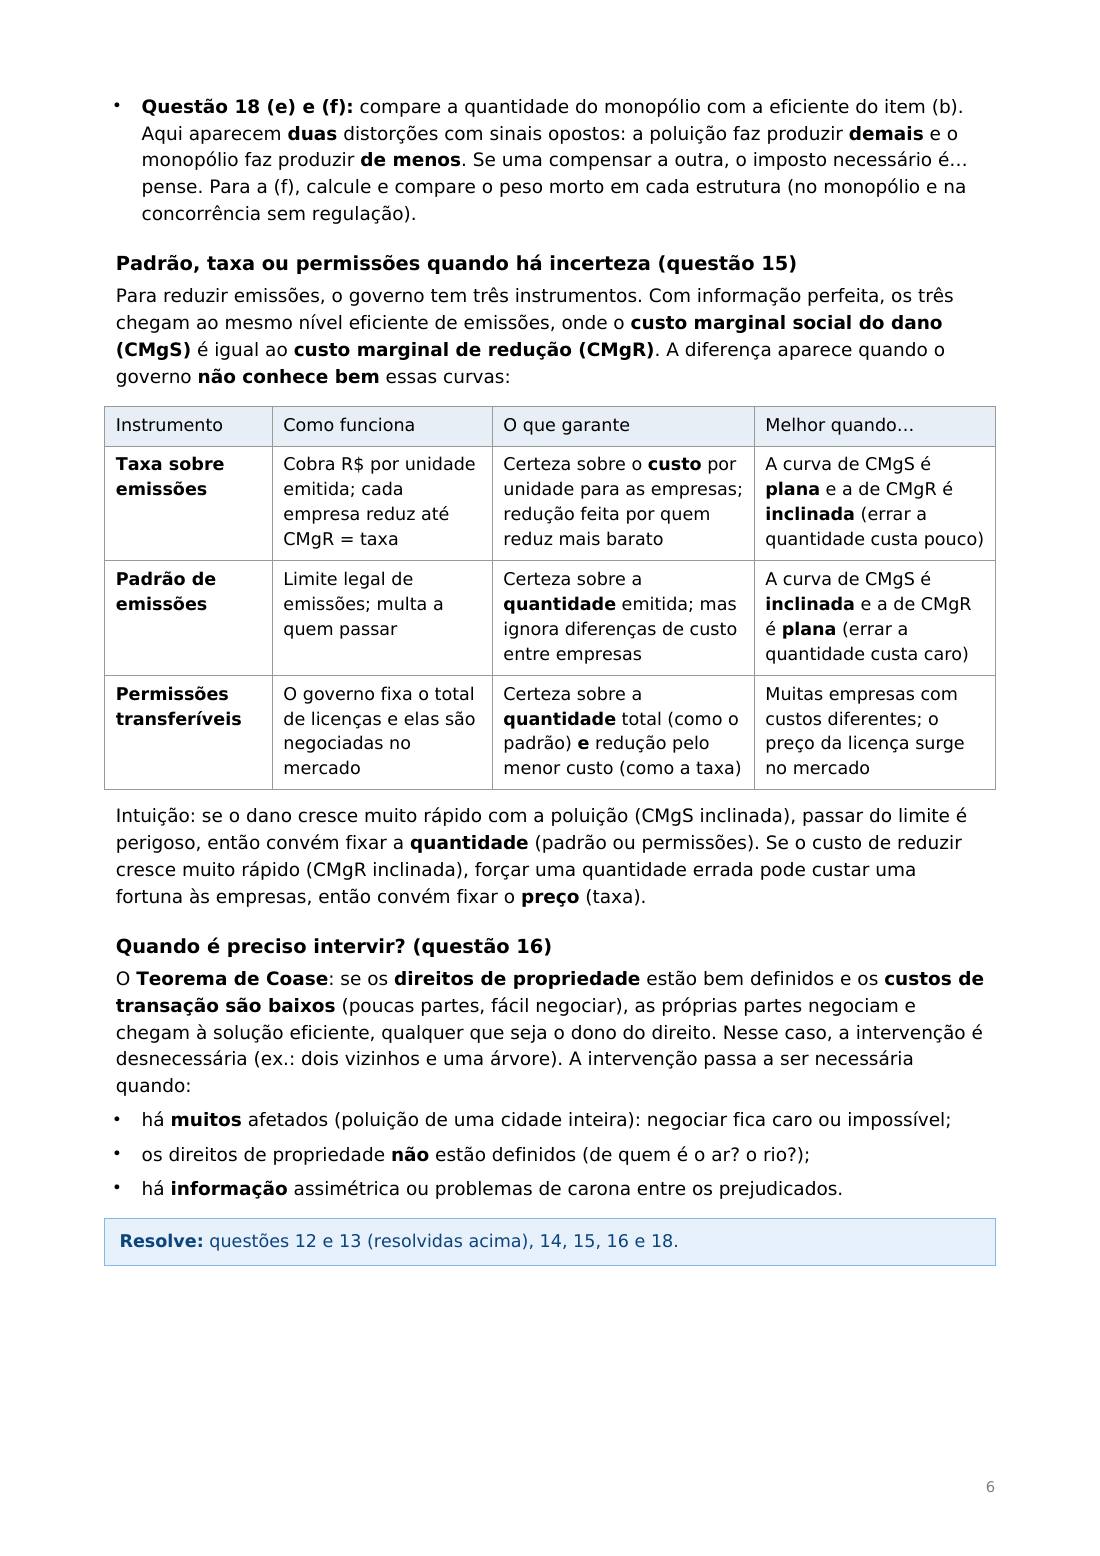 • Questão 18 (e) e (f): compare a quantidade do monopólio com a eficiente do item (b).
Aqui aparecem duas distorções com sinais opostos: a poluição faz produzir demais e o
monopólio faz produzir de menos. Se uma compensar a outra, o imposto necessário é…
pense. Para a (f), calcule e compare o peso morto em cada estrutura (no monopólio e na
concorrência sem regulação).
Padrão, taxa ou permissões quando há incerteza (questão 15)
Para reduzir emissões, o governo tem três instrumentos. Com informação perfeita, os três
chegam ao mesmo nível eficiente de emissões, onde o custo marginal social do dano
(CMgS) é igual ao custo marginal de redução (CMgR). A diferença aparece quando o
governo não conhece bem essas curvas:
Instrumento
Como funciona
O que garante
Melhor quando…
Taxa sobre
emissões
Cobra R$ por unidade
emitida; cada
empresa reduz até
CMgR = taxa
Certeza sobre o custo por
unidade para as empresas;
redução feita por quem
reduz mais barato
A curva de CMgS é
plana e a de CMgR é
inclinada (errar a
quantidade custa pouco)
Padrão de
emissões
Limite legal de
emissões; multa a
quem passar
Certeza sobre a
quantidade emitida; mas
ignora diferenças de custo
entre empresas
A curva de CMgS é
inclinada e a de CMgR
é plana (errar a
quantidade custa caro)
Permissões
transferíveis
O governo fixa o total
de licenças e elas são
negociadas no
mercado
Certeza sobre a
quantidade total (como o
padrão) e redução pelo
menor custo (como a taxa)
Muitas empresas com
custos diferentes; o
preço da licença surge
no mercado
Intuição: se o dano cresce muito rápido com a poluição (CMgS inclinada), passar do limite é
perigoso, então convém fixar a quantidade (padrão ou permissões). Se o custo de reduzir
cresce muito rápido (CMgR inclinada), forçar uma quantidade errada pode custar uma
fortuna às empresas, então convém fixar o preço (taxa).
Quando é preciso intervir? (questão 16)
O Teorema de Coase: se os direitos de propriedade estão bem definidos e os custos de
transação são baixos (poucas partes, fácil negociar), as próprias partes negociam e
chegam à solução eficiente, qualquer que seja o dono do direito. Nesse caso, a intervenção é
desnecessária (ex.: dois vizinhos e uma árvore). A intervenção passa a ser necessária
quando:
• há muitos afetados (poluição de uma cidade inteira): negociar fica caro ou impossível;
• os direitos de propriedade não estão definidos (de quem é o ar? o rio?);
• há informação assimétrica ou problemas de carona entre os prejudicados.
Resolve: questões 12 e 13 (resolvidas acima), 14, 15, 16 e 18.
6